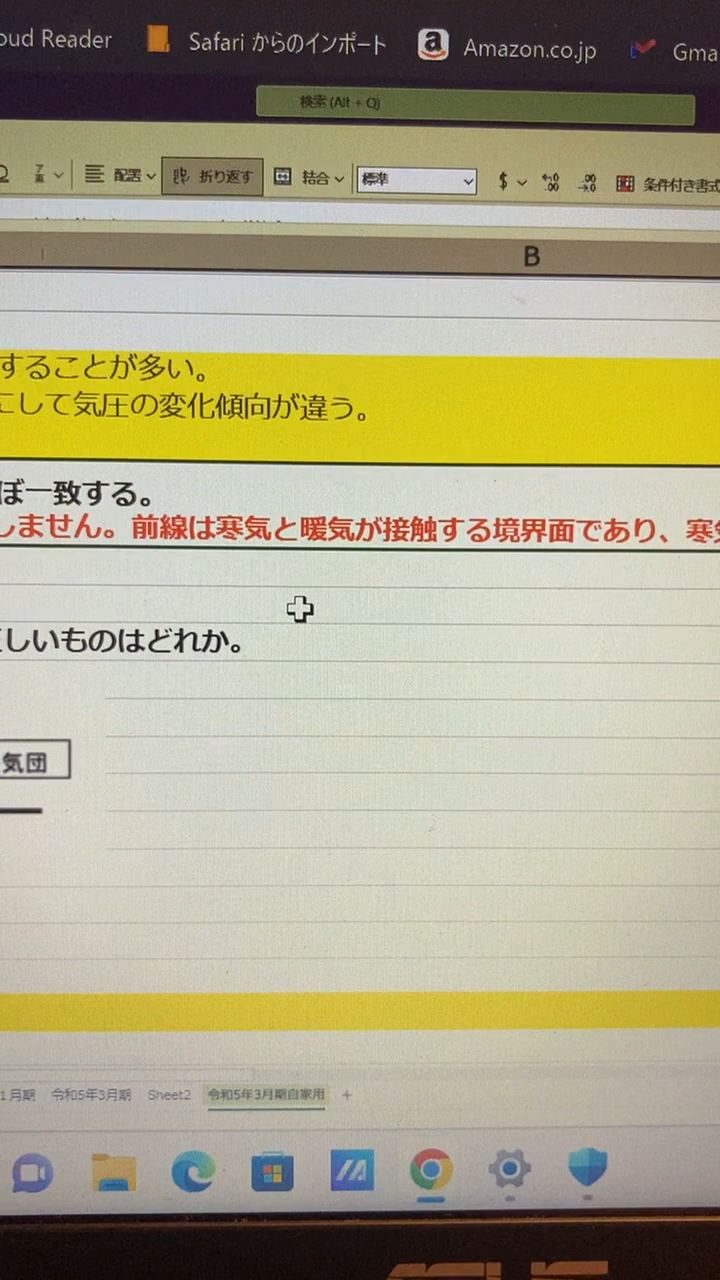 oud Reader
Safari からのインポート
Amazon.co.jp
Gma
検索 (Alt + Q)
配置
折り返す
結合
標準
$
条件付き書式
B
することが多い。
にして気圧の変化傾向が違う。
ぼ一致する。
しません。前線は寒気と暖気が接触する境界面であり、寒気
正しいものはどれか。
気団
1月期
令和5年3月期
Sheet2
令和5年3月期自家用
+